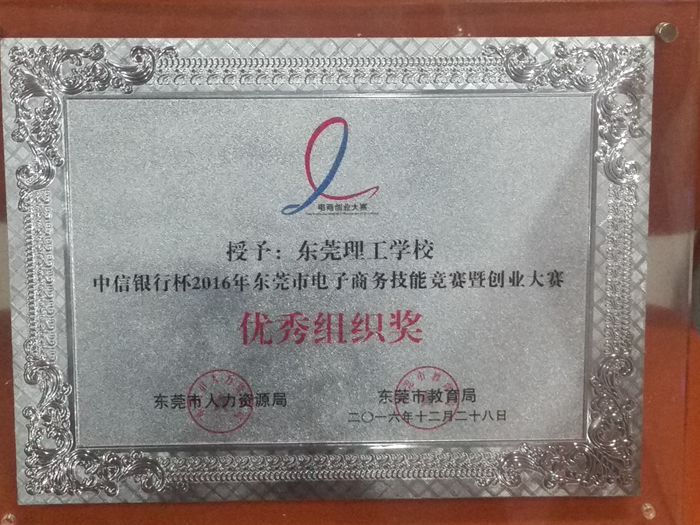 电商创业大赛
授予：东莞理工学校
中信银行杯2016年东莞市电子商务技能竞赛暨创业大赛
优秀组织奖
东莞市人力资源局 东莞市教育局
二〇一六年十二月二十八日